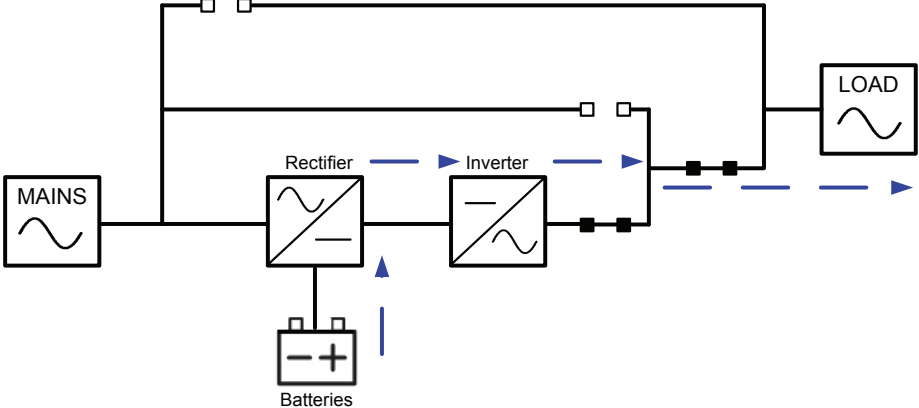 LOAD
Rectifier
Inverter
MAINS
Batteries